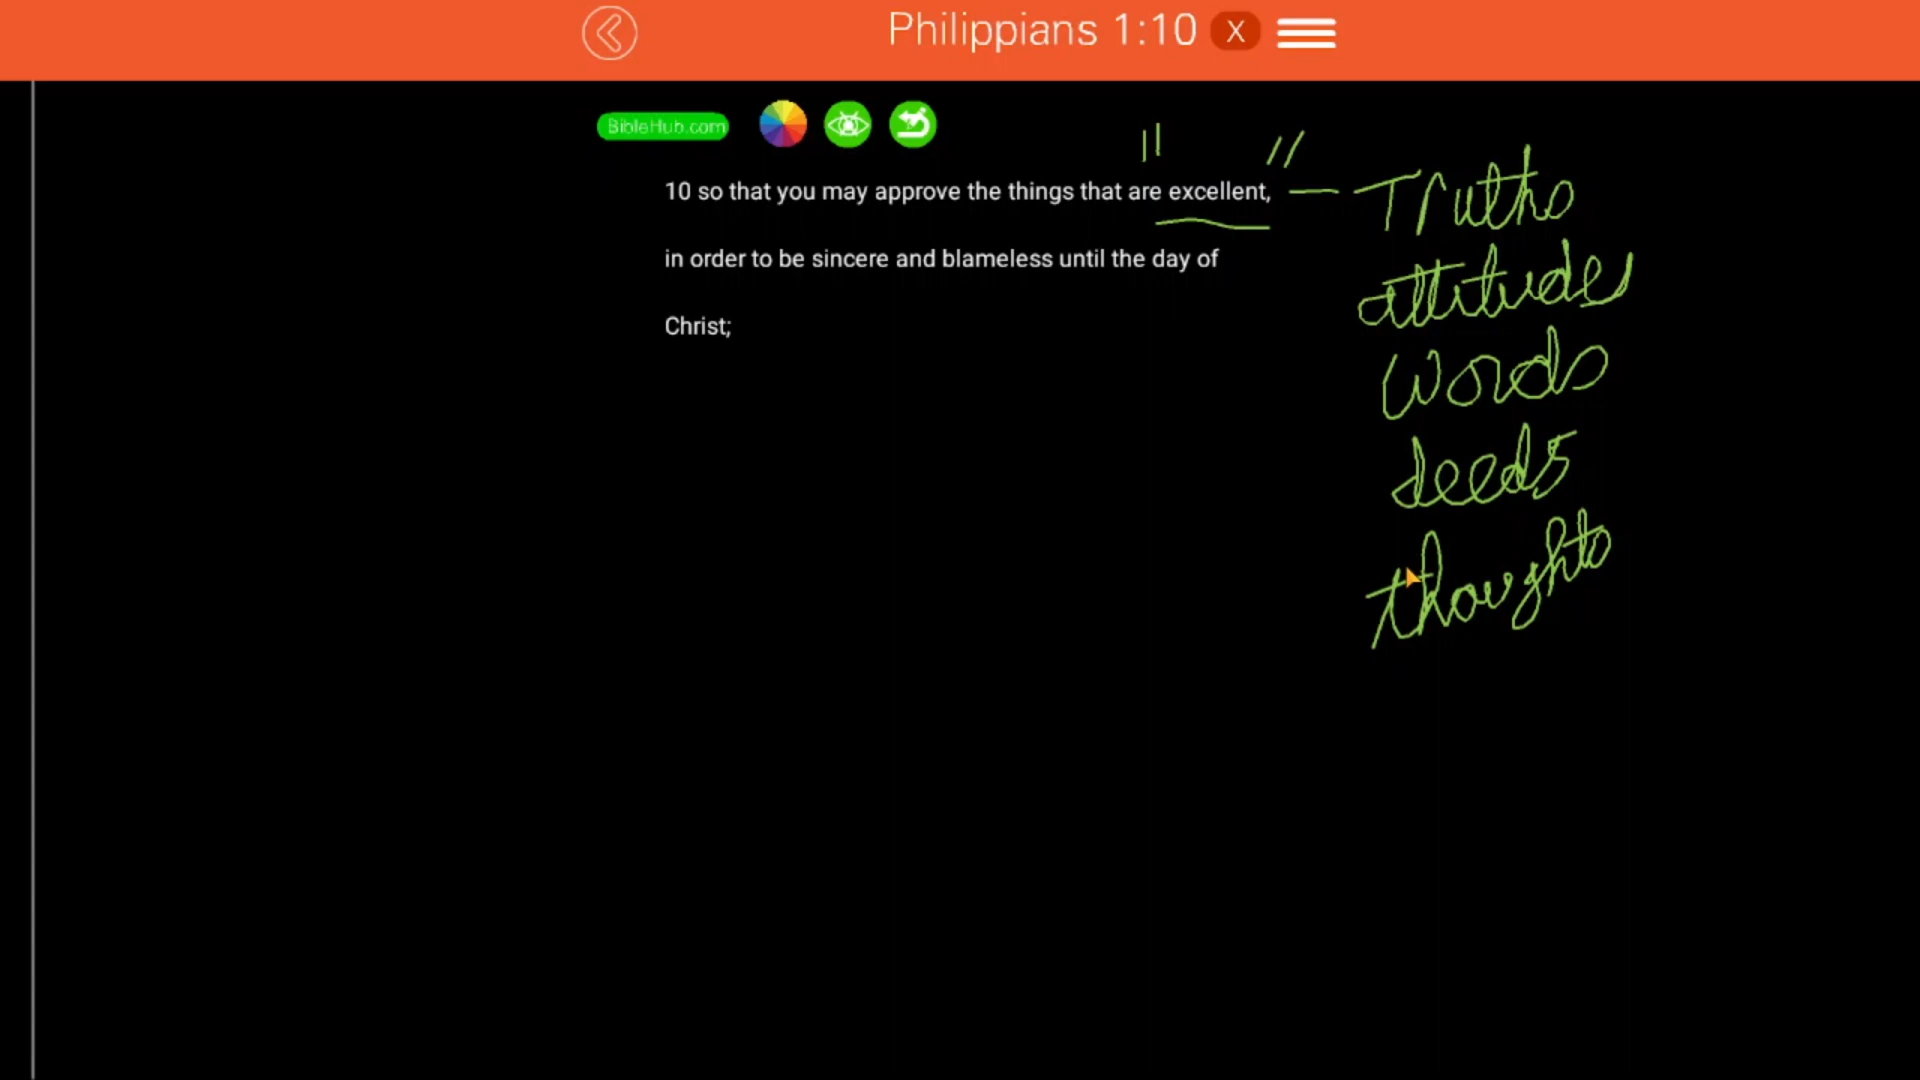 Philippians 1:10 X
BibleHub.com
10 so that you may approve the things that are excellent,
in order to be sincere and blameless until the day of
Christ;
" " — Truths
attitudes
words
deeds
thoughts